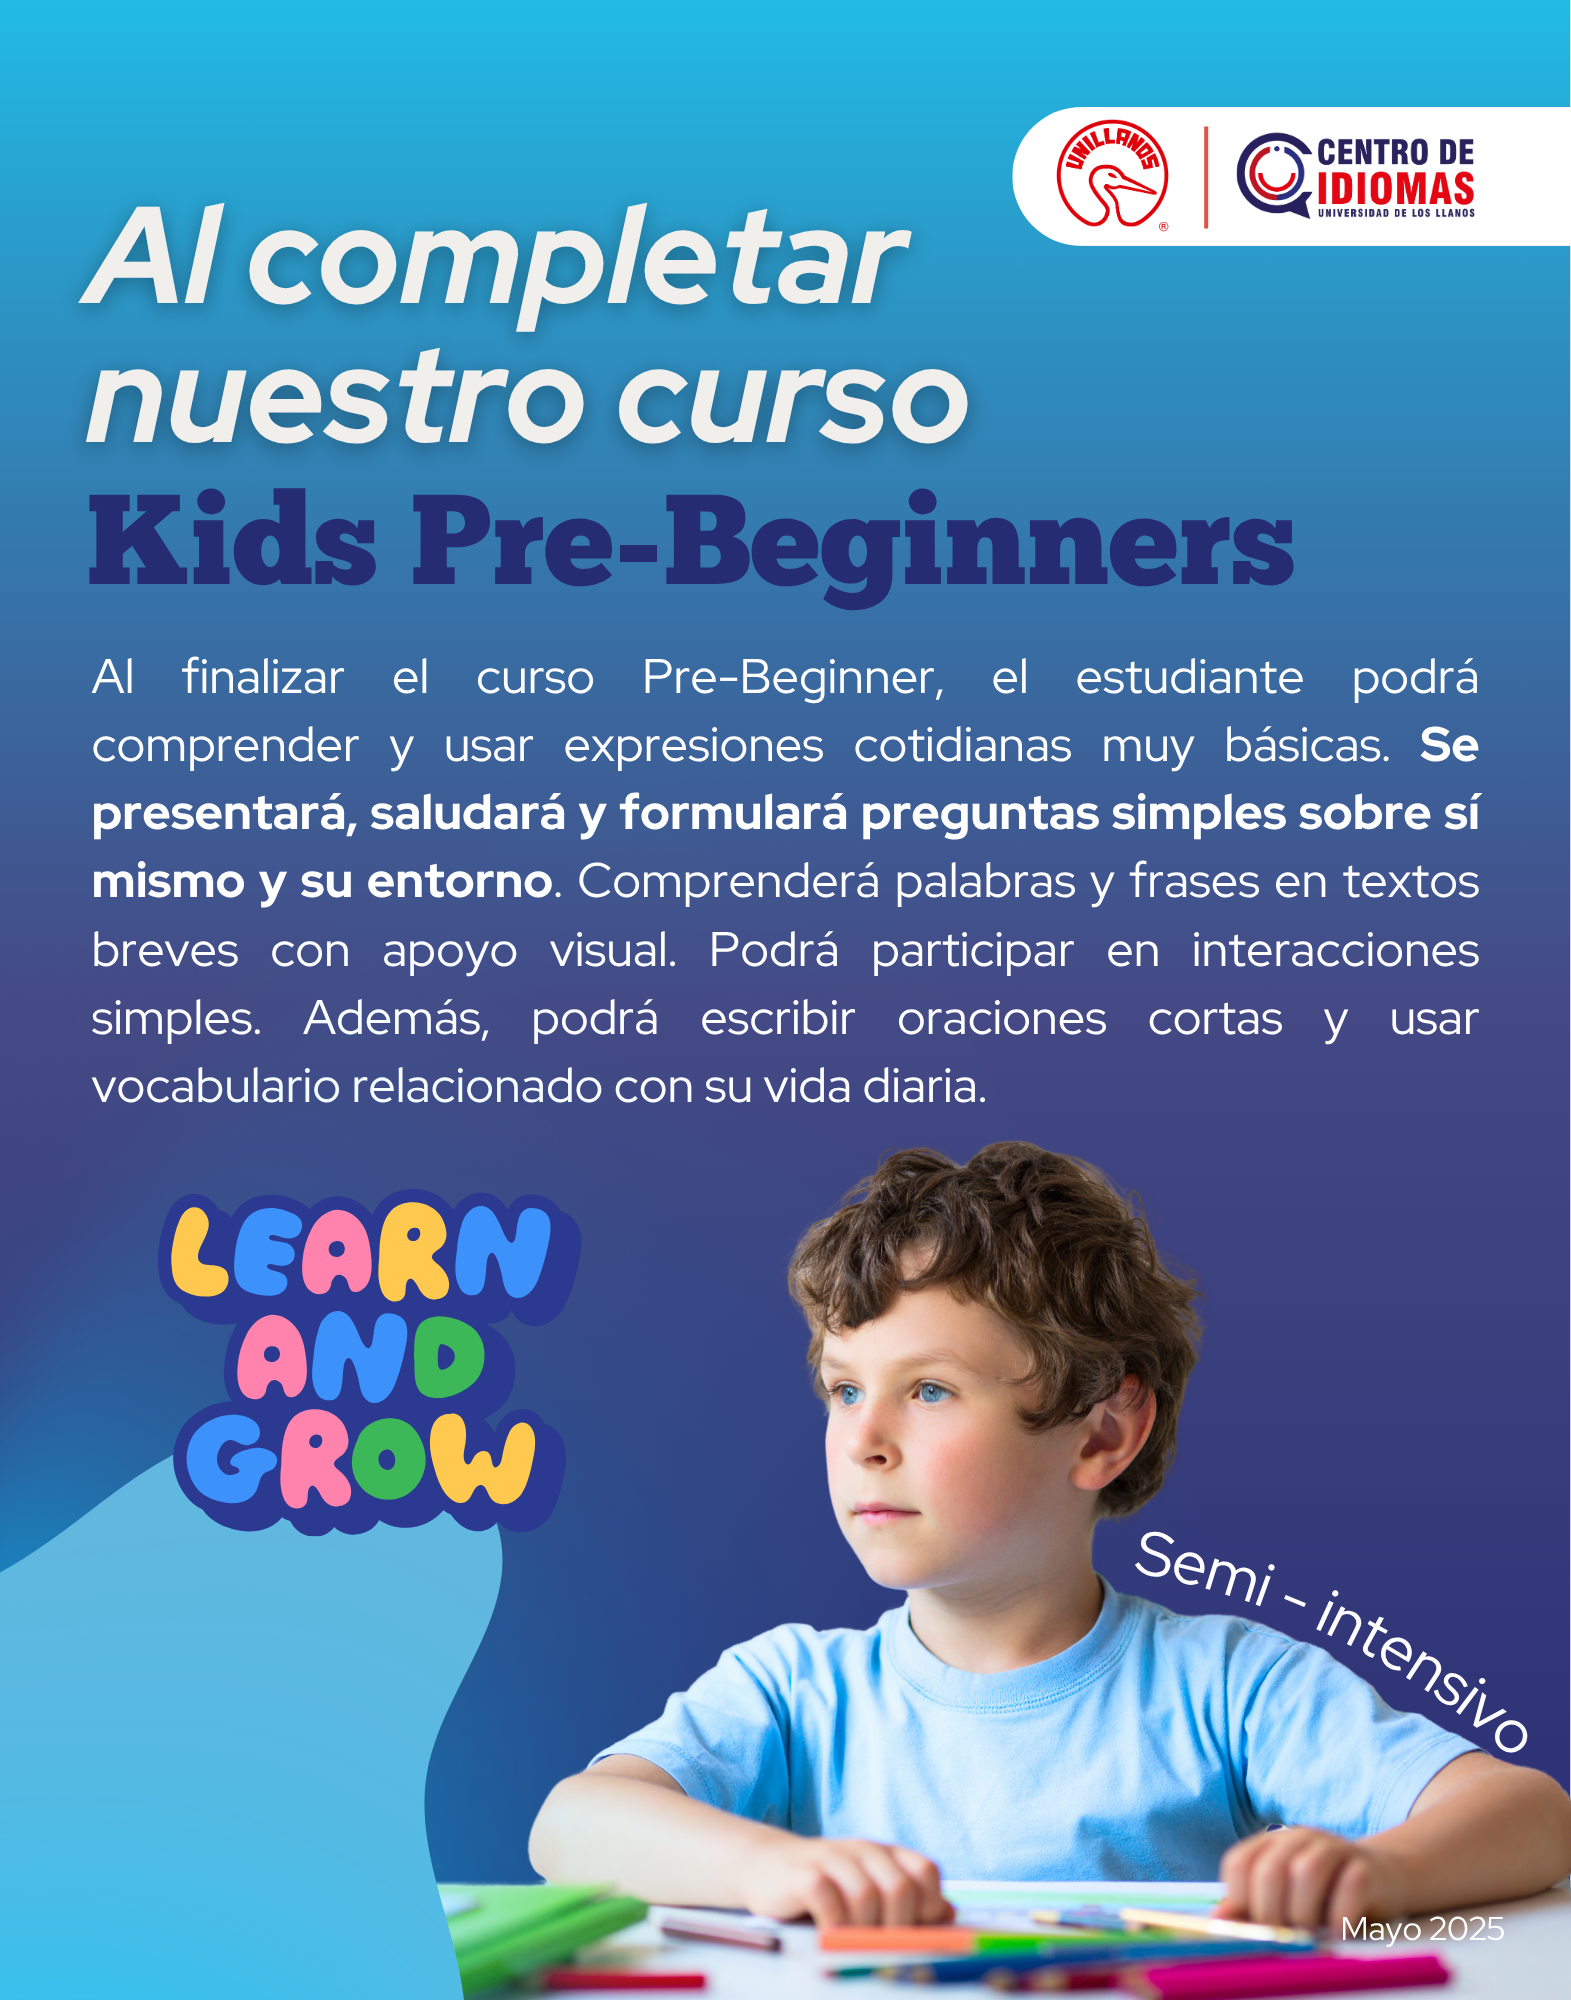 UNILLANOS
®
CENTRO DE
IDIOMAS
UNIVERSIDAD DE LOS LLANOS
Al completar
nuestro curso
Kids Pre-Beginners
Al finalizar el curso Pre-Beginner, el estudiante podrá
comprender y usar expresiones cotidianas muy básicas. Se
presentará, saludará y formulará preguntas simples sobre sí
mismo y su entorno. Comprenderá palabras y frases en textos
breves con apoyo visual. Podrá participar en interacciones
simples. Además, podrá escribir oraciones cortas y usar
vocabulario relacionado con su vida diaria.
LEARN
AND
GROW
Semi - intensivo
Mayo 2025